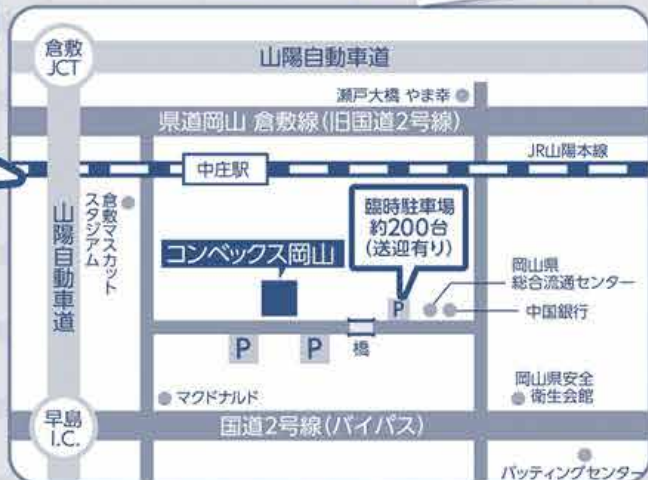 倉敷
JCT
山陽自動車道
瀬戸大橋 やま幸
県道岡山 倉敷線(旧国道2号線)
JR山陽本線
中庄駅
倉敷マスカット
スタジアム
山陽自動車道
臨時駐車場
約200台
(送迎有り)
コンベックス岡山
岡山県
総合流通センター
P
中国銀行
P
P
橋
岡山県安全
衛生会館
マクドナルド
早島
I.C.
国道2号線(バイパス)
バッティングセンター